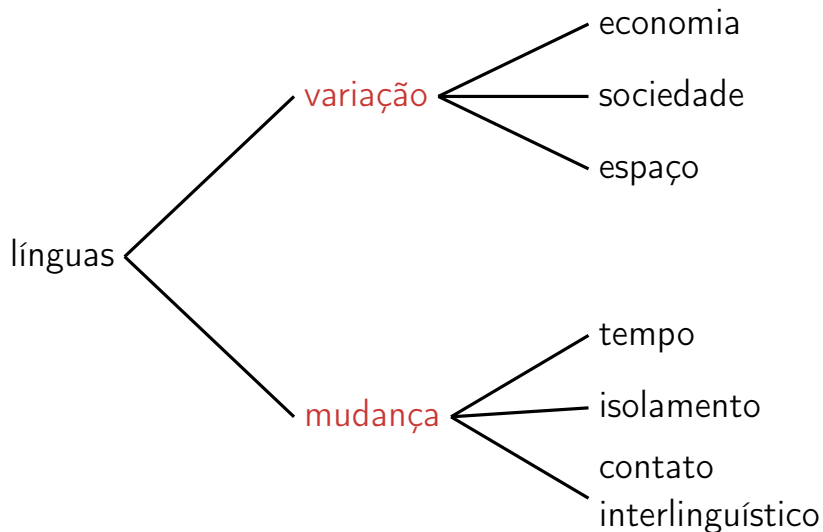 línguas
variação
economia
sociedade
espaço
mudança
tempo
isolamento
contato
interlinguístico